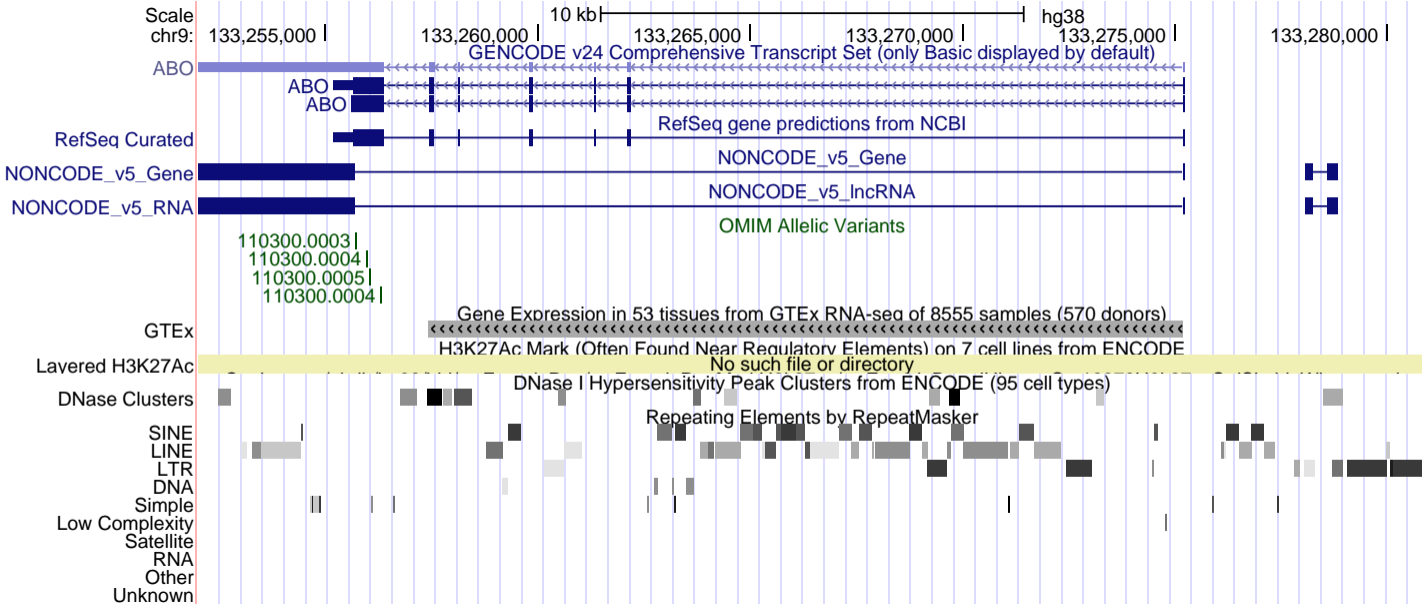 Scale 10 kb hg38
chr9: 133,255,000 133,260,000 133,265,000 133,270,000 133,275,000 133,280,000
GENCODE v24 Comprehensive Transcript Set (only Basic displayed by default)
ABO
ABO
ABO
RefSeq gene predictions from NCBI
RefSeq Curated
NONCODE_v5_Gene
NONCODE_v5_Gene
NONCODE_v5_lncRNA
NONCODE_v5_RNA
OMIM Allelic Variants
110300.0003
110300.0004
110300.0005
110300.0004
Gene Expression in 53 tissues from GTEx RNA-seq of 8555 samples (570 donors)
GTEx
H3K27Ac Mark (Often Found Near Regulatory Elements) on 7 cell lines from ENCODE
Layered H3K27Ac No such file or directory
DNase I Hypersensitivity Peak Clusters from ENCODE (95 cell types)
DNase Clusters
Repeating Elements by RepeatMasker
SINE
LINE
LTR
DNA
Simple
Low Complexity
Satellite
RNA
Other
Unknown